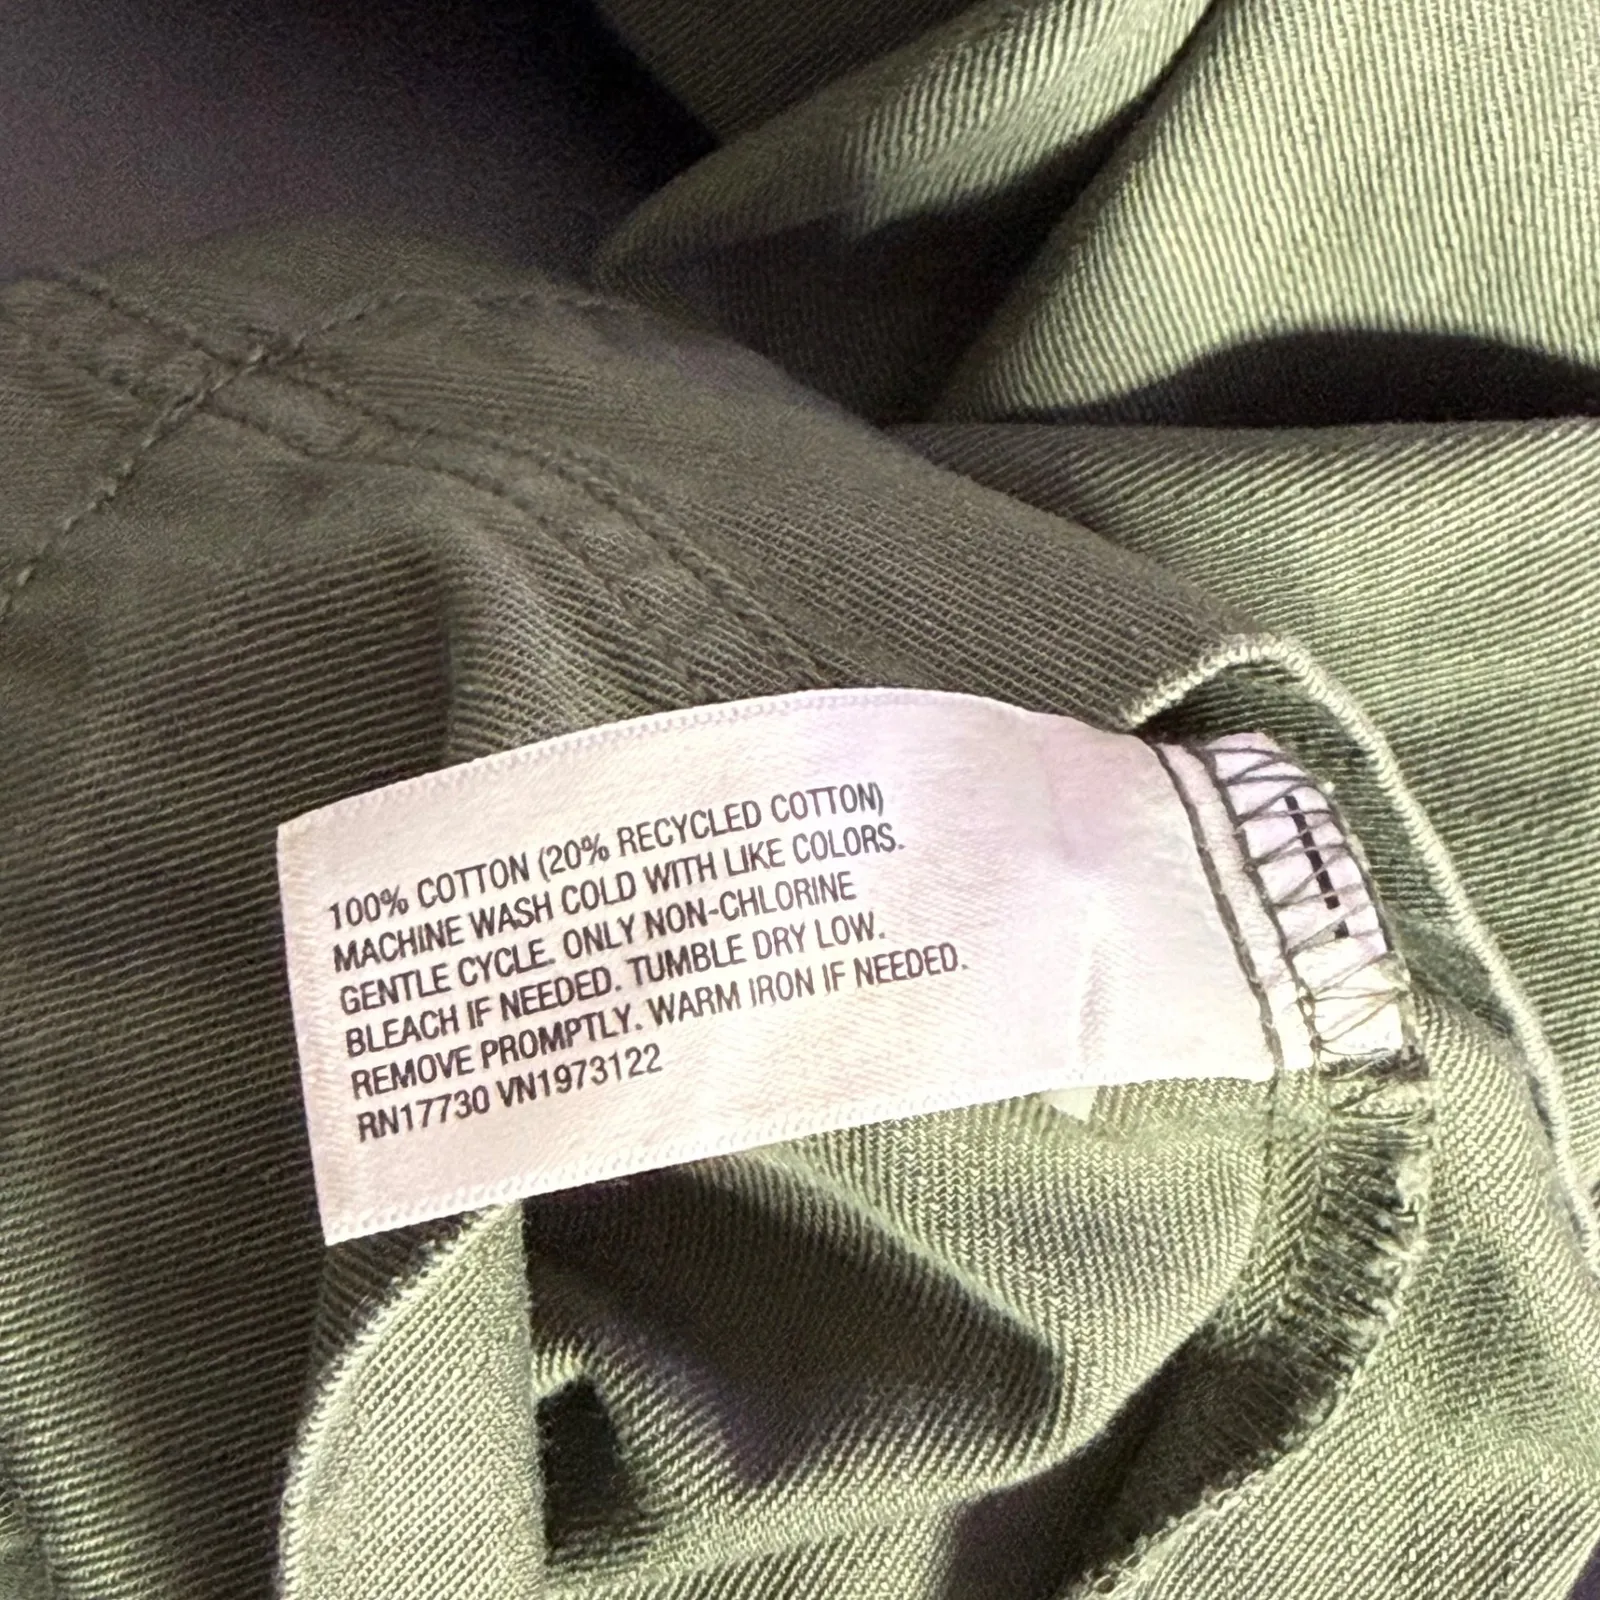 100% COTTON (20% RECYCLED COTTON)
MACHINE WASH COLD WITH LIKE COLORS.
GENTLE CYCLE. ONLY NON-CHLORINE
BLEACH IF NEEDED. TUMBLE DRY LOW.
REMOVE PROMPTLY. WARM IRON IF NEEDED.
RN17730 VN1973122